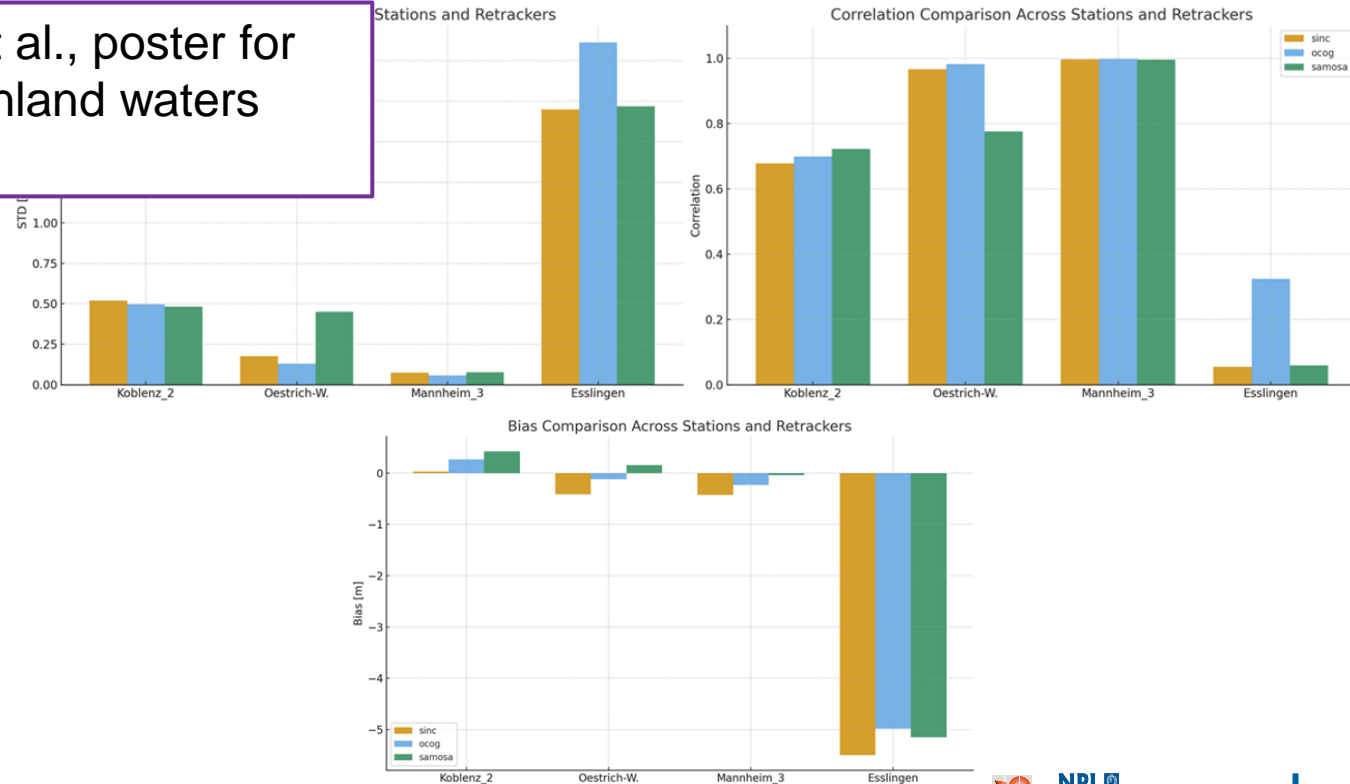 t al., poster for
nland waters
Stations and Retrackers
STD [
1.00
0.75
0.50
0.25
0.00
Koblenz_2 Oestrich-W. Mannheim_3 Esslingen
Correlation Comparison Across Stations and Retrackers
sinc
ocog
samosa
Correlation
1.0
0.8
0.6
0.4
0.2
0.0
Koblenz_2 Oestrich-W. Mannheim_3 Esslingen
Bias Comparison Across Stations and Retrackers
Bias [m]
0
−1
−2
−3
−4
−5
sinc
ocog
samosa
Koblenz_2 Oestrich-W. Mannheim_3 Esslingen
NPL